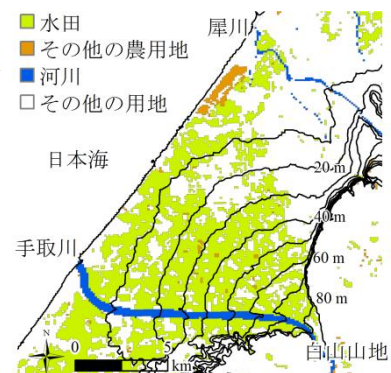 水田
その他の農用地
河川
その他の用地
犀川
日本海
20 m
40 m
手取川
60 m
80 m
白山山地
N
0 5
km